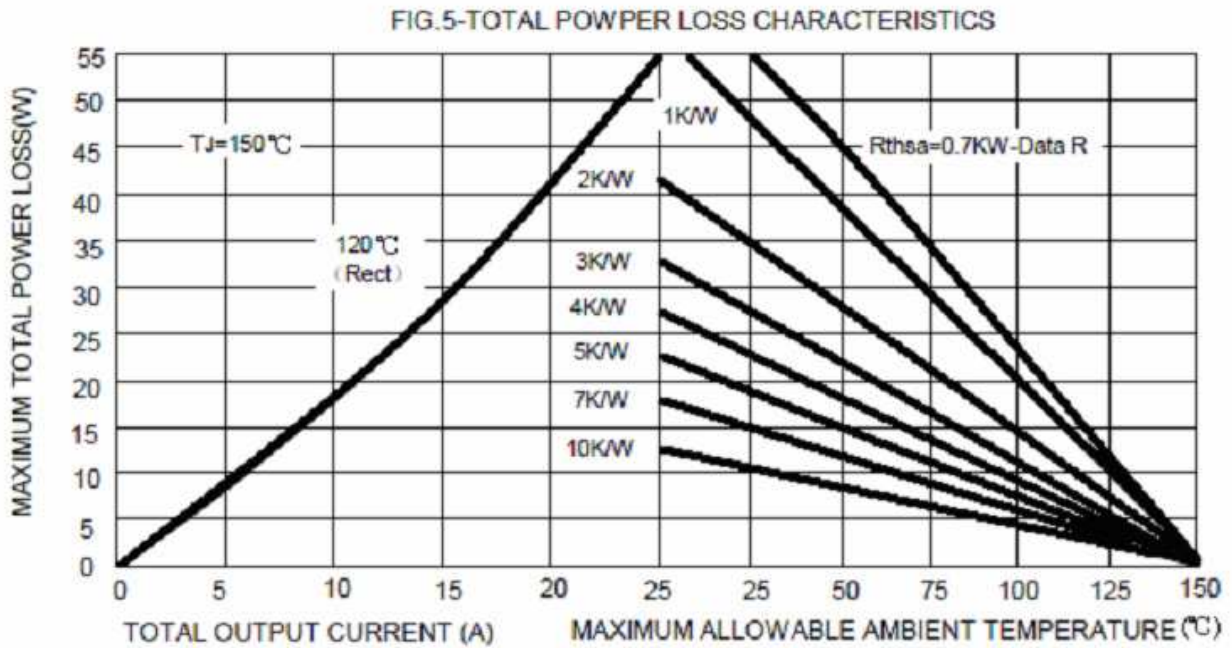 FIG.5-TOTAL POWPER LOSS CHARACTERISTICS
MAXIMUM TOTAL POWER LOSS(W)
55
50
45
40
35
30
25
20
15
10
5
0
TJ=150℃
120℃
(Rect)
1K/W
2K/W
3K/W
4K/W
5K/W
7K/W
10K/W
Rthsa=0.7KW-Data R
0 5 10 15 20 25 25 50 75 100 125 150
TOTAL OUTPUT CURRENT (A) MAXIMUM ALLOWABLE AMBIENT TEMPERATURE (℃)